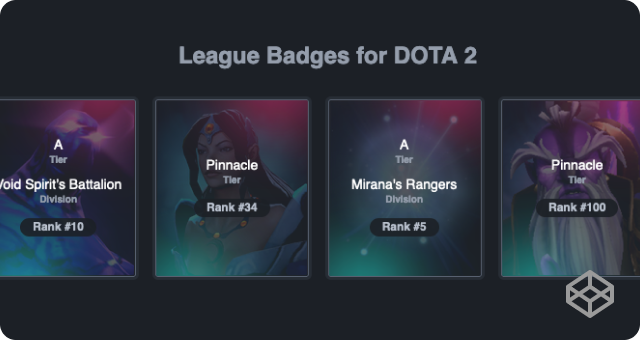 League Badges for DOTA 2
A
Tier
Void Spirit's Battalion
Division
Rank #10
Pinnacle
Tier
Rank #34
A
Tier
Mirana's Rangers
Division
Rank #5
Pinnacle
Tier
Rank #100